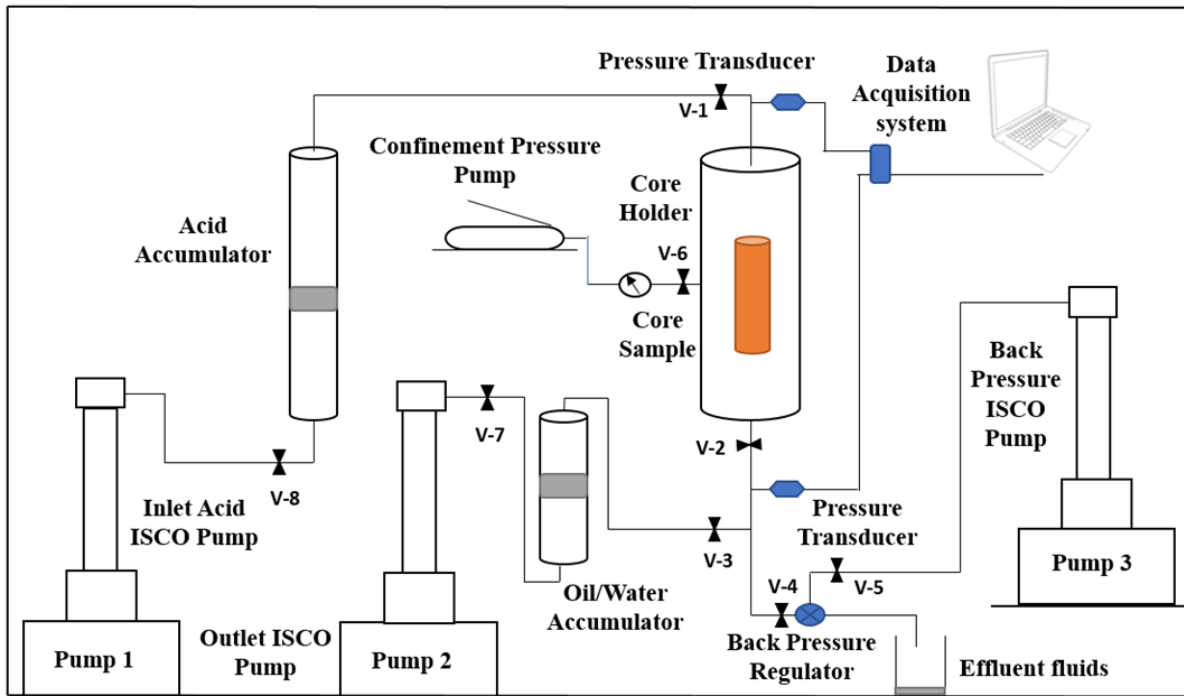 Pressure Transducer
V-1
Data
Acquisition
system
Confinement Pressure
Pump
Core
Holder
Acid
Accumulator
V-6
Core
Sample
Back
Pressure
ISCO
Pump
V-7
V-2
V-8
Inlet Acid
ISCO Pump
Pressure
Transducer
V-3
V-4
V-5
Pump 3
Oil/Water
Accumulator
Outlet ISCO
Pump
Pump 1
Pump 2
Back Pressure
Regulator
Effluent fluids